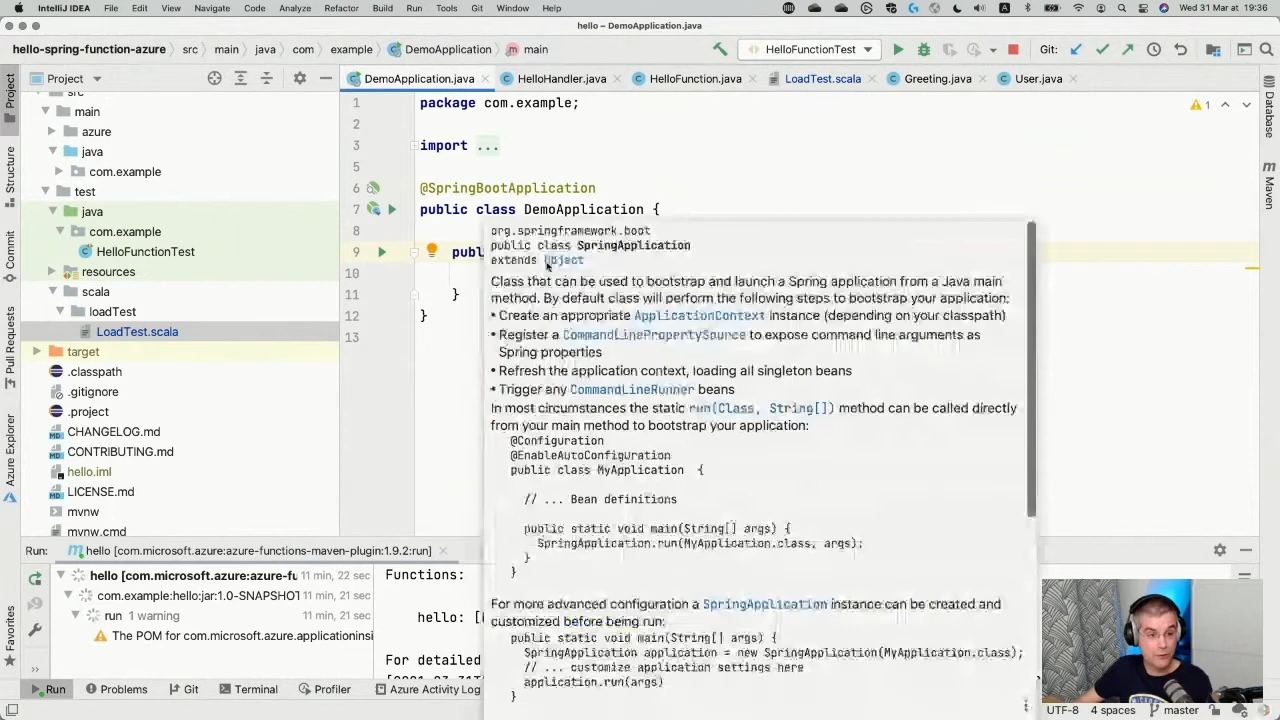 IntelliJ IDEA File Edit View Navigate Code Analyze Refactor Build Run Tools Git Window Help
Wed 31 Mar at 19:36
hello – DemoApplication.java
hello-spring-function-azure src main java com example DemoApplication main
HelloFunctionTest
Git:
Project
DemoApplication.java HelloHandler.java HelloFunction.java LoadTest.scala Greeting.java User.java
Project
Structure
Commit
Pull Requests
Azure Explorer
Favorites
src
main
azure
java
com.example
test
java
com.example
HelloFunctionTest
resources
scala
loadTest
LoadTest.scala
target
.classpath
.gitignore
.project
CHANGELOG.md
CONTRIBUTING.md
hello.iml
LICENSE.md
mvnw
mvnw.cmd
1 package com.example;
2
3 import ...
5
6 @SpringBootApplication
7 public class DemoApplication {
9 publ
10
11 }
12 }
13
1
Database
Maven
org.springframework.boot
public class SpringApplication
extends Object
Class that can be used to bootstrap and launch a Spring application from a Java main
method. By default class will perform the following steps to bootstrap your application:
• Create an appropriate ApplicationContext instance (depending on your classpath)
• Register a CommandLinePropertySource to expose command line arguments as
Spring properties
• Refresh the application context, loading all singleton beans
• Trigger any CommandLineRunner beans
In most circumstances the static run(Class, String[]) method can be called directly
from your main method to bootstrap your application:
@Configuration
@EnableAutoConfiguration
public class MyApplication {
// ... Bean definitions
public static void main(String[] args) {
SpringApplication.run(MyApplication.class, args);
}
}
For more advanced configuration a SpringApplication instance can be created and
customized before being run:
public static void main(String[] args) {
SpringApplication application = new SpringApplication(MyApplication.class);
// ... customize application settings here
application.run(args)
}
Run: hello [com.microsoft.azure:azure-functions-maven-plugin:1.9.2:run]
hello [com.microsoft.azure:azure-fu 11 min, 22 sec
com.example:hello:jar:1.0-SNAPSHOT 11 min, 21 sec
run 1 warning 11 min, 21 sec
The POM for com.microsoft.azure.applicationinsi
Functions:
hello: [
For detailed
Run Problems Git Terminal Profiler Azure Activity Log
UTF-8 4 spaces master